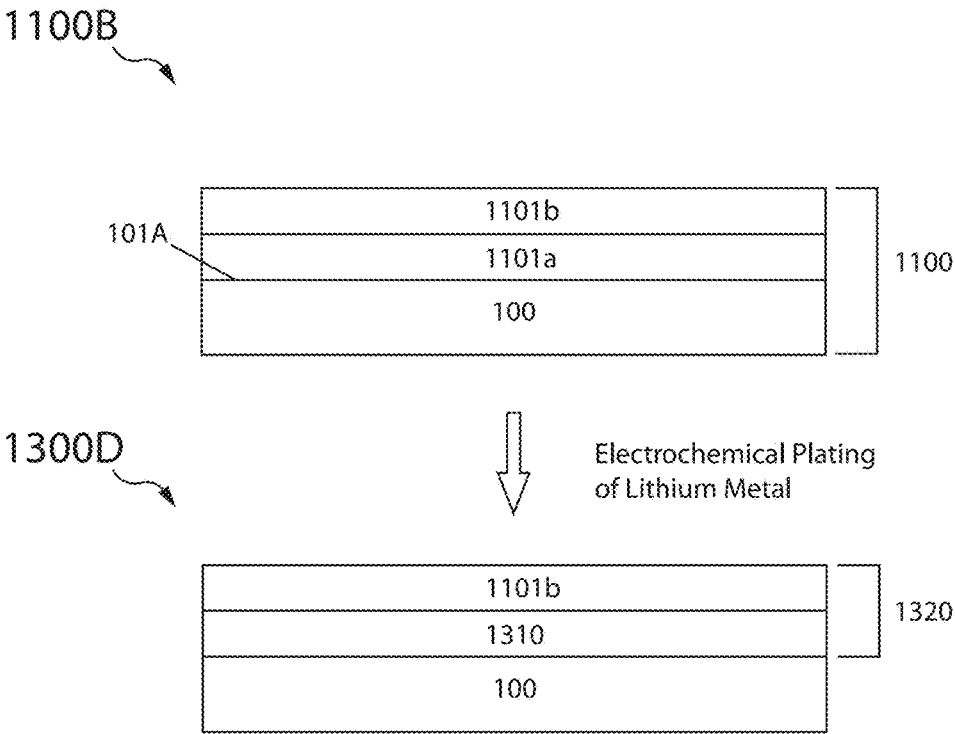 1100B
1101b
101A
1101a
1100
100
1300D
Electrochemical Plating
of Lithium Metal
1101b
1320
1310
100